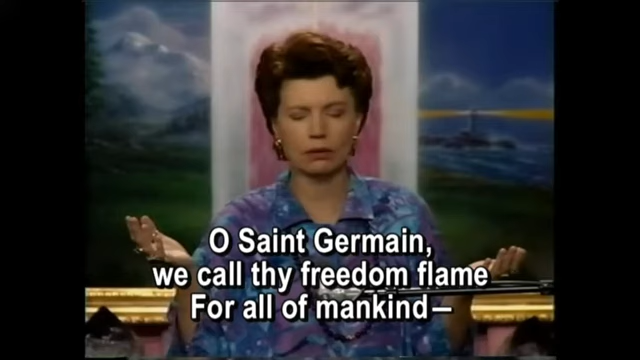 O Saint Germain,
we call thy freedom flame
For all of mankind—